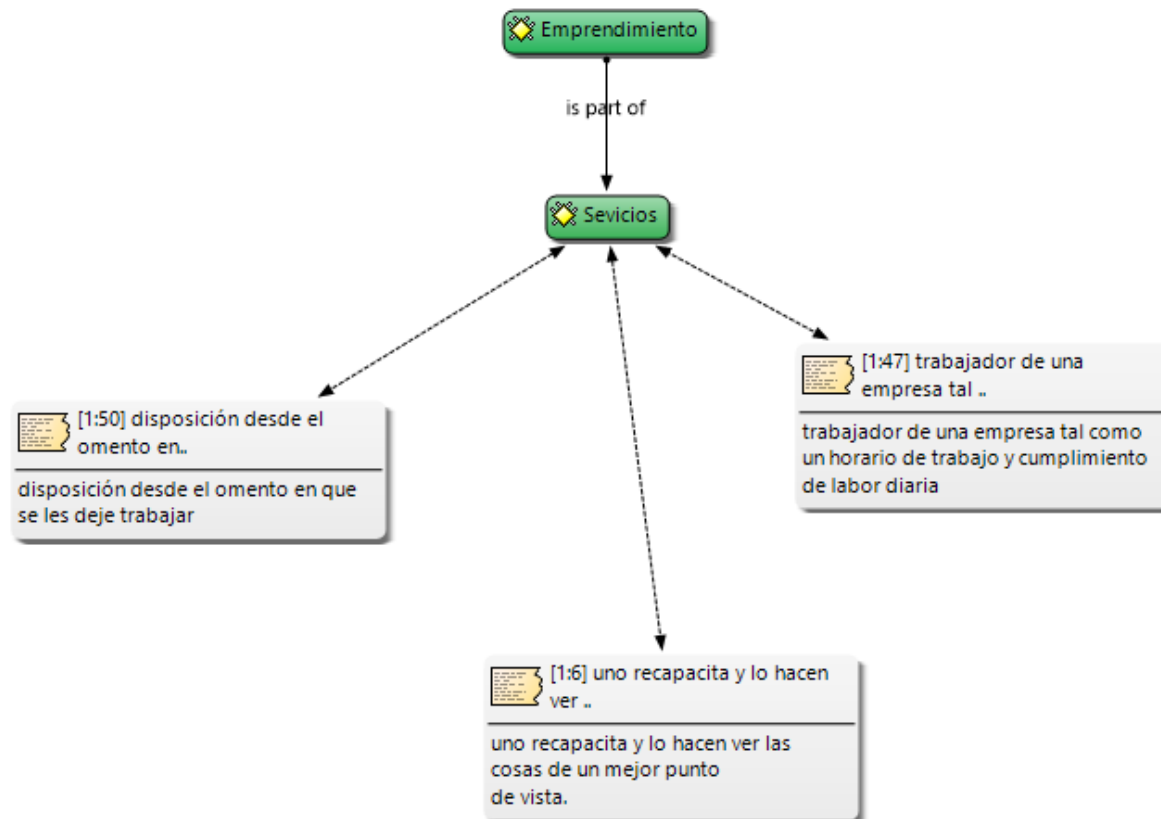 Emprendimiento
is part of
Sevicios
[1:47] trabajador de una
empresa tal ..
trabajador de una empresa tal como
un horario de trabajo y cumplimiento
de labor diaria
[1:50] disposición desde el
omento en..
disposición desde el omento en que
se les deje trabajar
[1:6] uno recapacita y lo hacen
ver ..
uno recapacita y lo hacen ver las
cosas de un mejor punto
de vista.